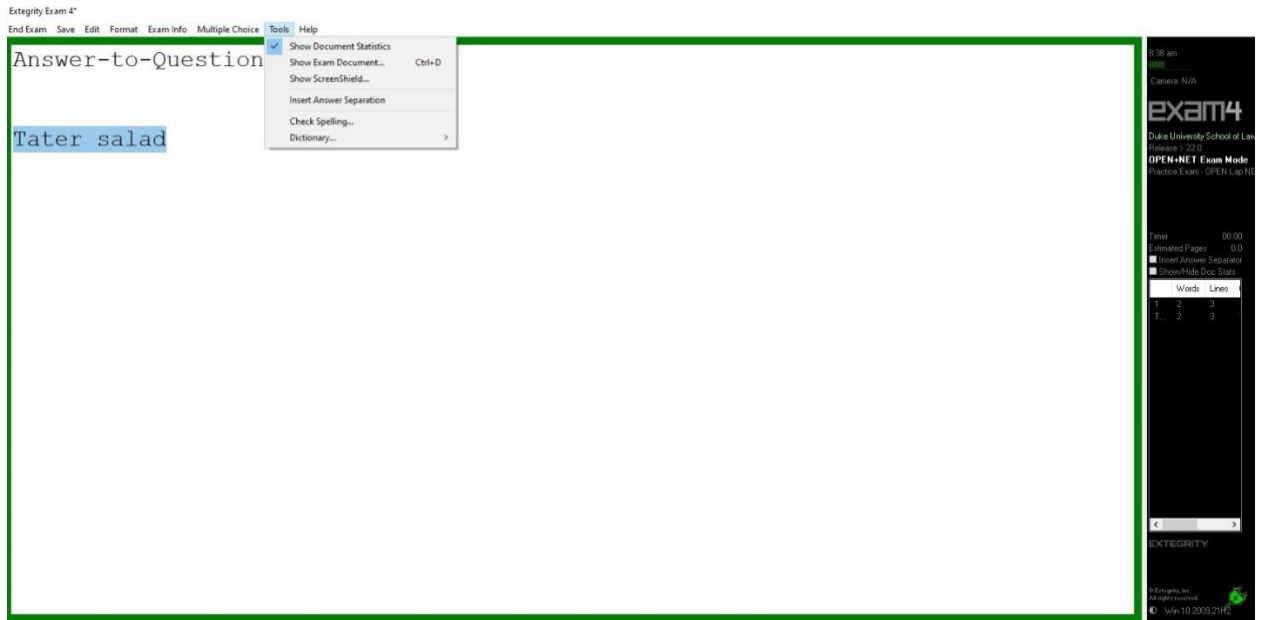 Extegrity Exam 4*
End Exam Save Edit Format Exam Info Multiple Choice Tools Help
Answer-to-Question
Tater salad
Show Document Statistics
Show Exam Document... Ctrl+D
Show ScreenShield...
Insert Answer Separation
Check Spelling...
Dictionary...
8:38 am
Camera: N/A
exam4
Duke University School of Law
Release > 22.0
OPEN+NET Exam Mode
Practice Exam - OPEN Lap NE
Timer 00:00
Estimated Pages 0.0
Insert Answer Separator
Show/Hide Doc Stats
Words Lines
1 2 3
T... 2 3
EXTEGRITY
© Extegrity, Inc.
All rights reserved.
Win 10.2009.21H2